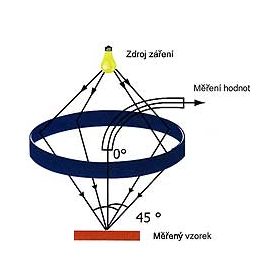 Zdroj záření
Měření hodnot
0°
45 °
Měřený vzorek